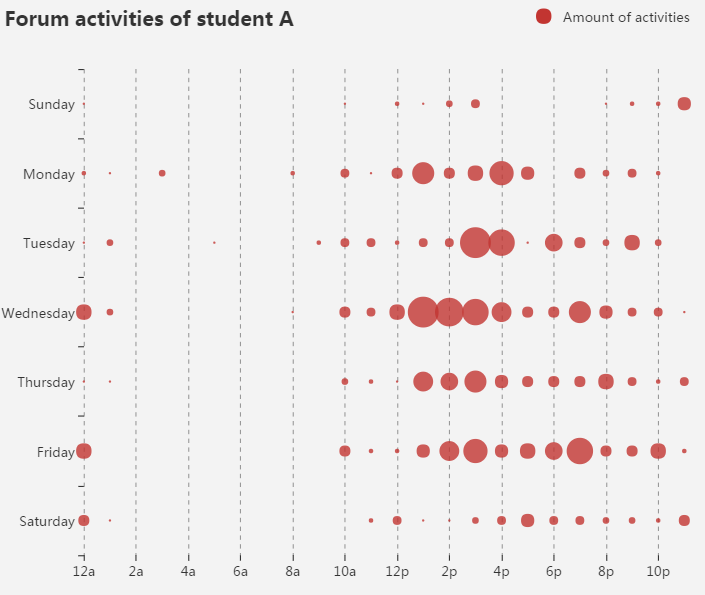 Forum activities of student A
Amount of activities
Sunday
Monday
Tuesday
Wednesday
Thursday
Friday
Saturday
12a 2a 4a 6a 8a 10a 12p 2p 4p 6p 8p 10p